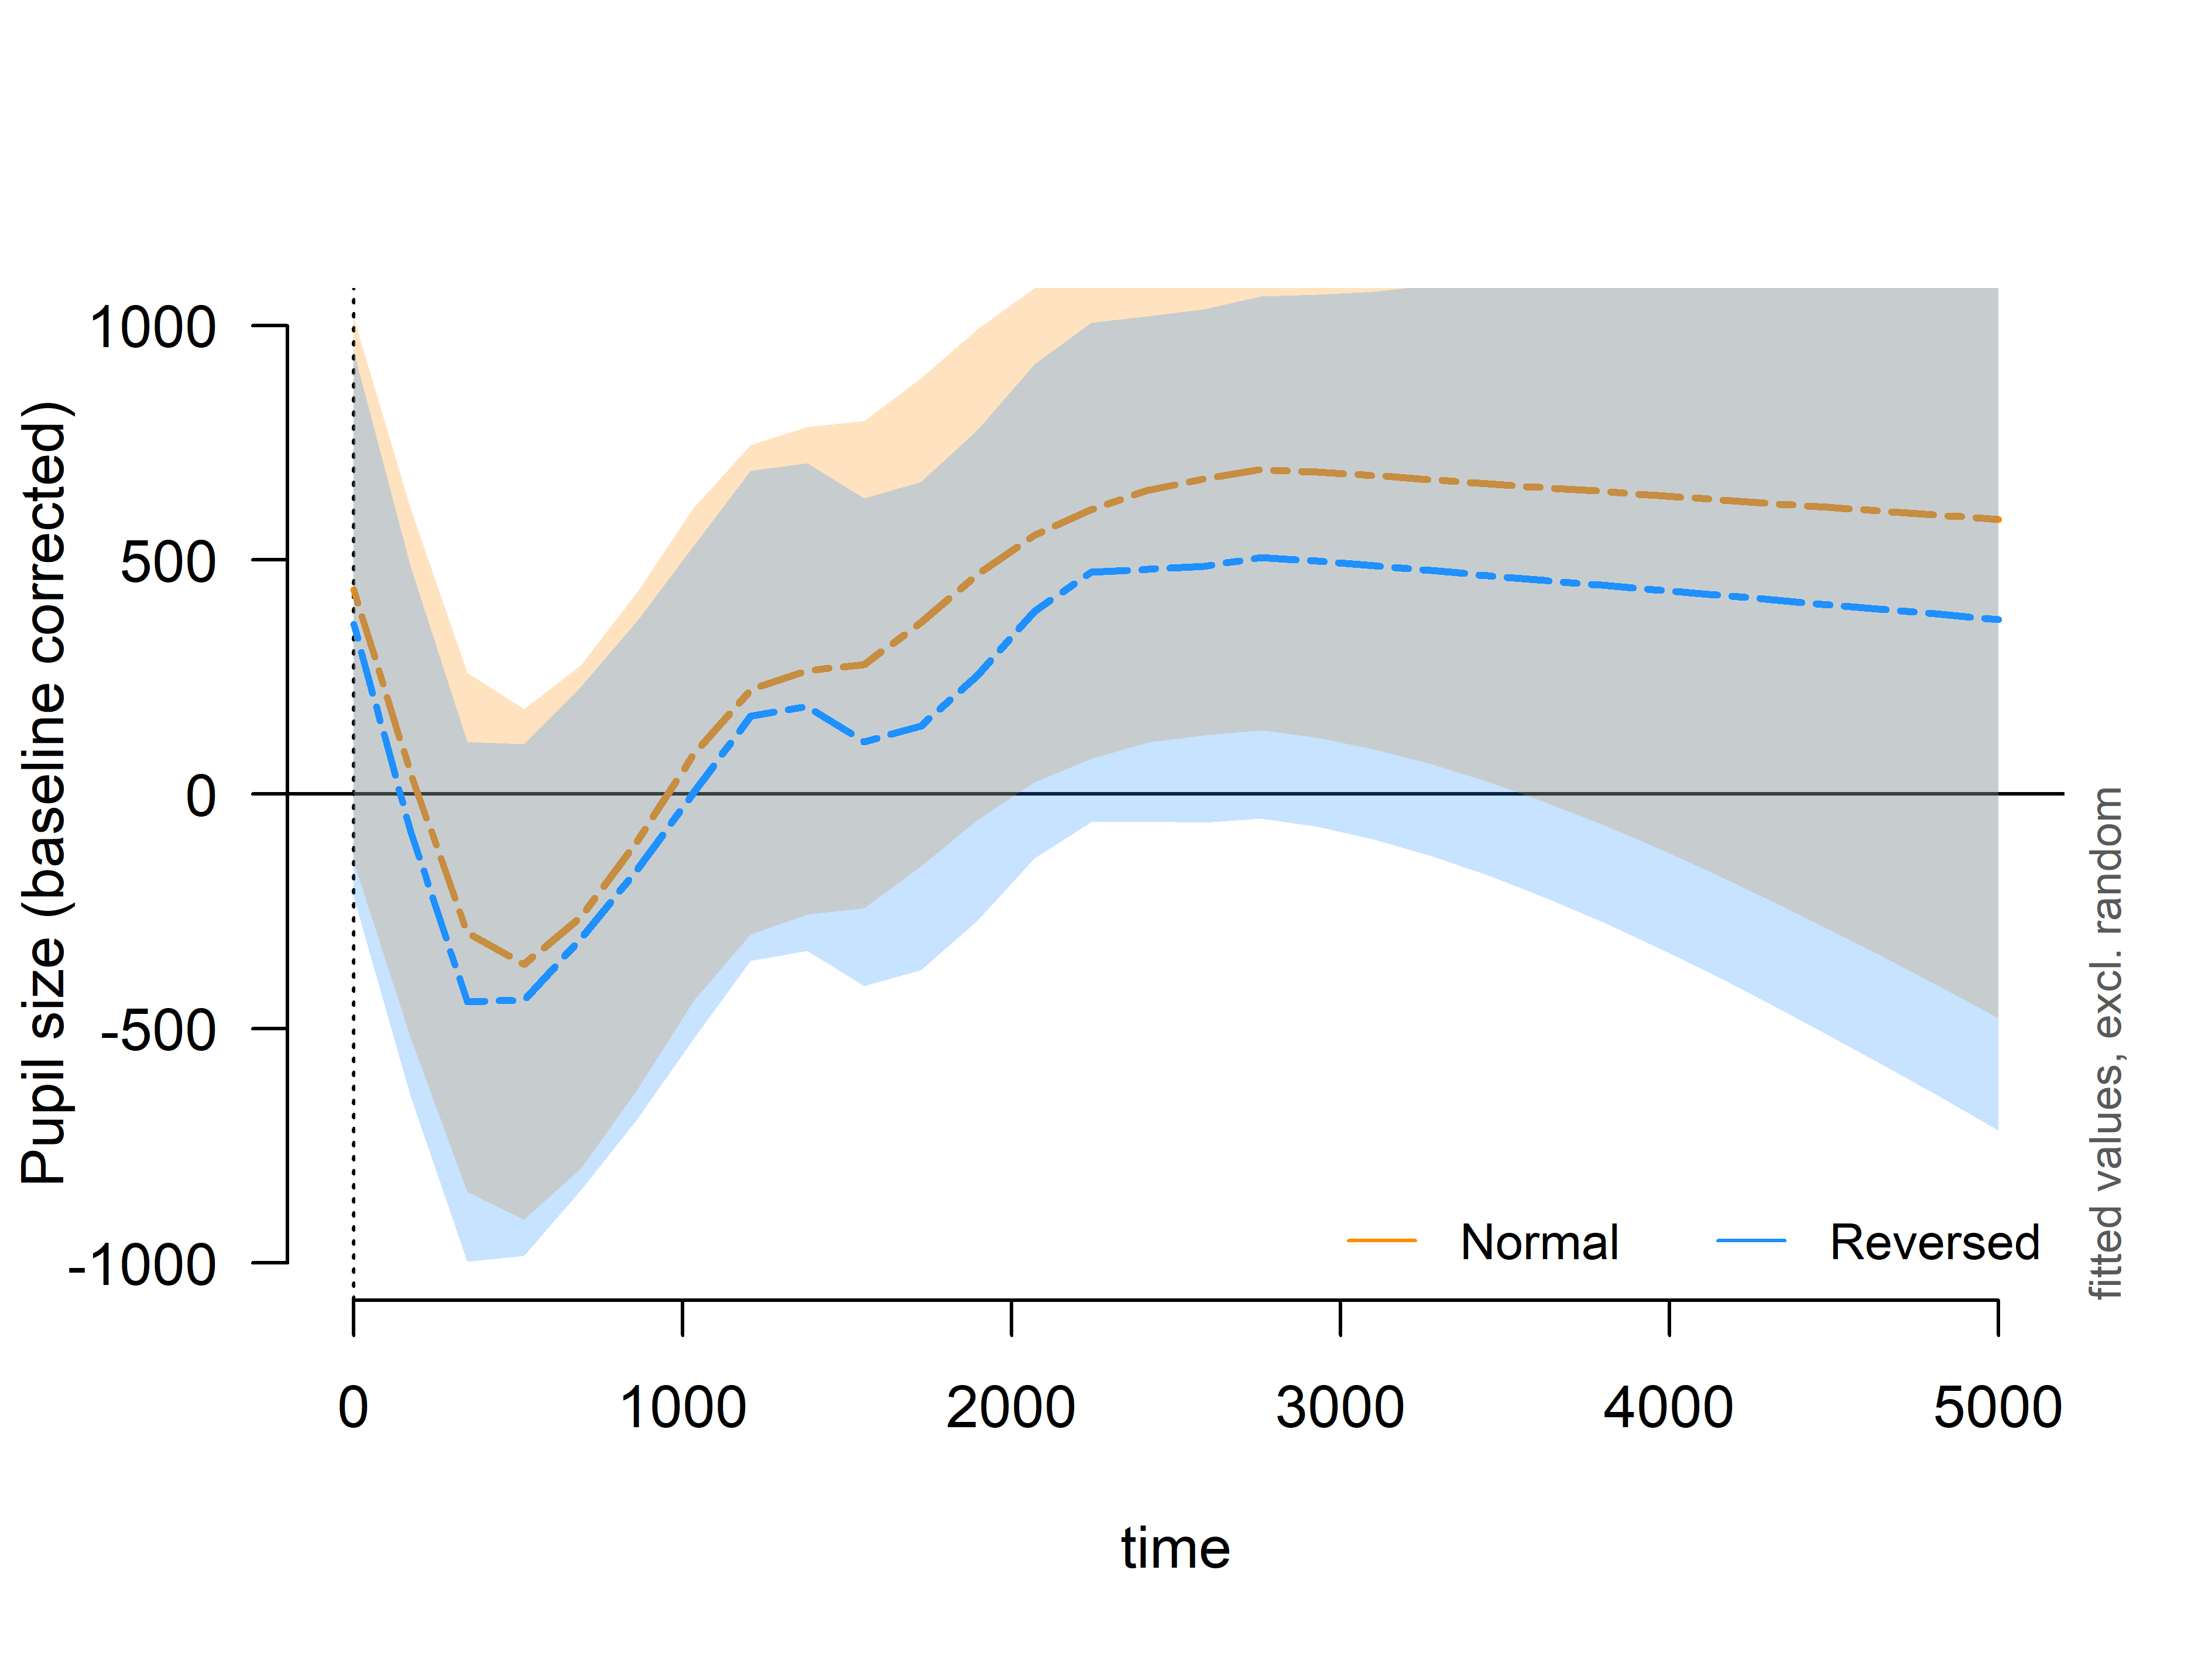 Pupil size (baseline corrected)
1000
500
0
-500
-1000
Normal
Reversed
fitted values, excl. random
0
1000
2000
3000
4000
5000
time